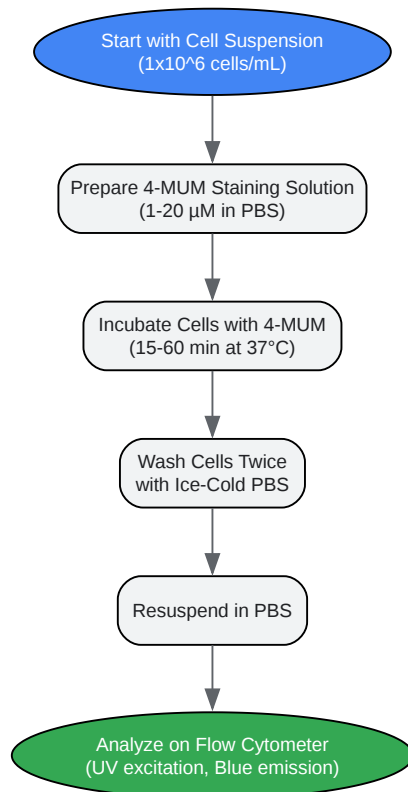 Start with Cell Suspension
(1x10^6 cells/mL)
Prepare 4-MUM Staining Solution
(1-20 µM in PBS)
Incubate Cells with 4-MUM
(15-60 min at 37°C)
Wash Cells Twice
with Ice-Cold PBS
Resuspend in PBS
Analyze on Flow Cytometer
(UV excitation, Blue emission)